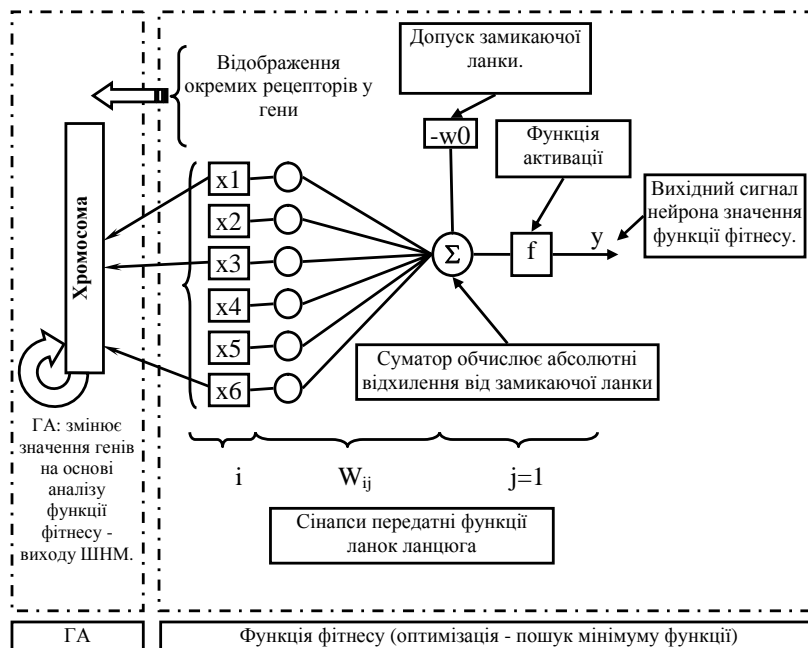 Відображення
окремих рецепторів у
гени
Допуск замикаючої
ланки.
-w0
Функція
активації
Вихідний сигнал
нейрона значення
функції фітнесу.
Хромосома
x1
x2
x3
x4
x5
x6
Σ
f
y
Суматор обчислює абсолютні
відхилення від замикаючої ланки
ГА: змінює
значення генів
на основі
аналізу
функції
фітнесу -
виходу ШНМ.
i
Wij
j=1
Сінапси передатні функції
ланок ланцюга
ГА
Функція фітнесу (оптимізація - пошук мінімуму функції)